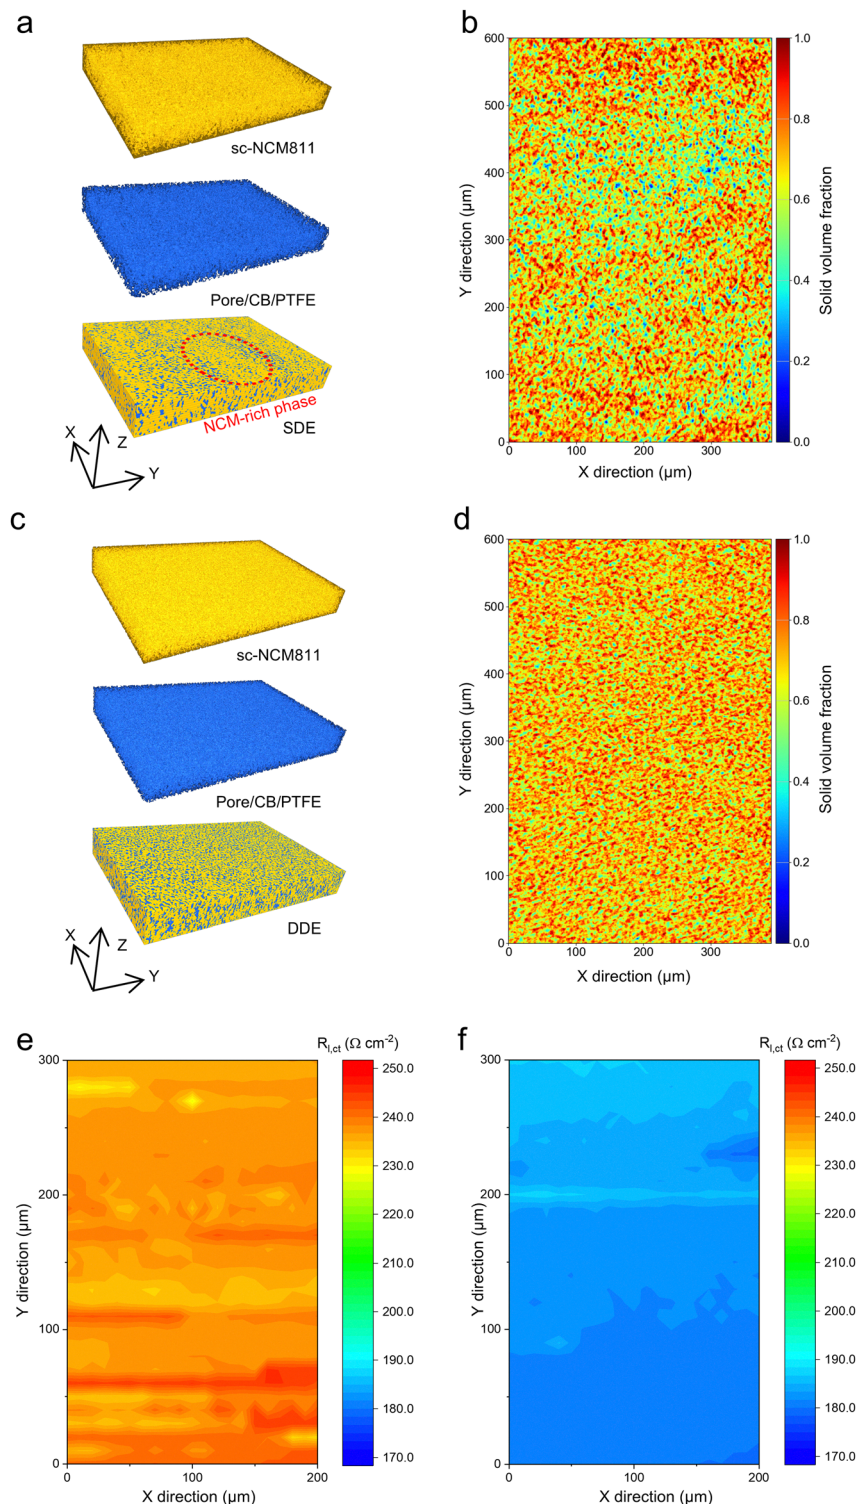 a
sc-NCM811
Pore/CB/PTFE
NCM-rich phase
SDE
X
Z
Y
b
600
500
400
300
200
100
0
0
100
200
300
X direction (µm)
Y direction (µm)
1.0
0.8
0.6
0.4
0.2
0.0
Solid volume fraction
c
sc-NCM811
Pore/CB/PTFE
DDE
X
Z
Y
d
600
500
400
300
200
100
0
0
100
200
300
X direction (µm)
Y direction (µm)
1.0
0.8
0.6
0.4
0.2
0.0
Solid volume fraction
e
R_I,ct (Ω cm⁻²)
300
200
100
0
0
100
200
X direction (µm)
Y direction (µm)
250.0
240.0
230.0
220.0
210.0
200.0
190.0
180.0
170.0
f
R_I,ct (Ω cm⁻²)
300
200
100
0
0
100
200
X direction (µm)
Y direction (µm)
250.0
240.0
230.0
220.0
210.0
200.0
190.0
180.0
170.0